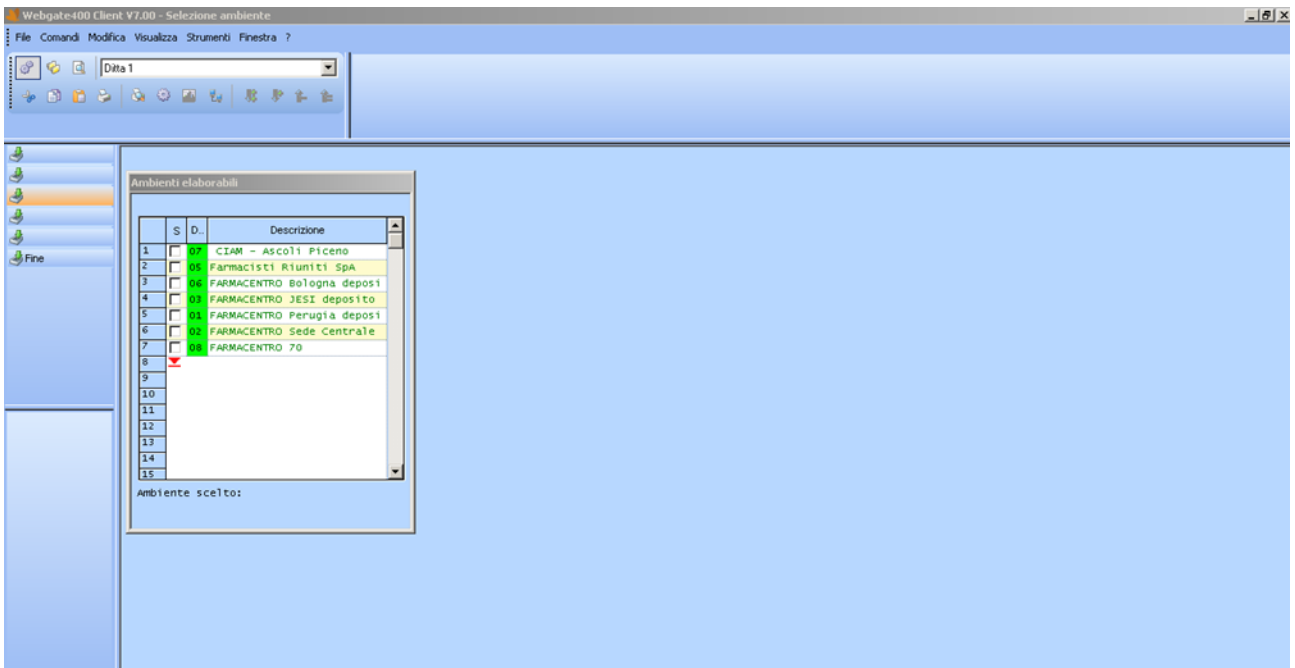 Webgate400 Client V7.00 - Selezione ambiente
File Comandi Modifica Visualizza Strumenti Finestra ?
Ditta 1
Fine
Ambienti elaborabili
S D.. Descrizione
1 07 CIAM - Ascoli Piceno
2 05 Farmacisti Riuniti SpA
3 06 FARMACENTRO Bologna deposi
4 03 FARMACENTRO JESI deposito
5 01 FARMACENTRO Perugia deposi
6 02 FARMACENTRO Sede Centrale
7 08 FARMACENTRO 70
8
9
10
11
12
13
14
15
Ambiente scelto: